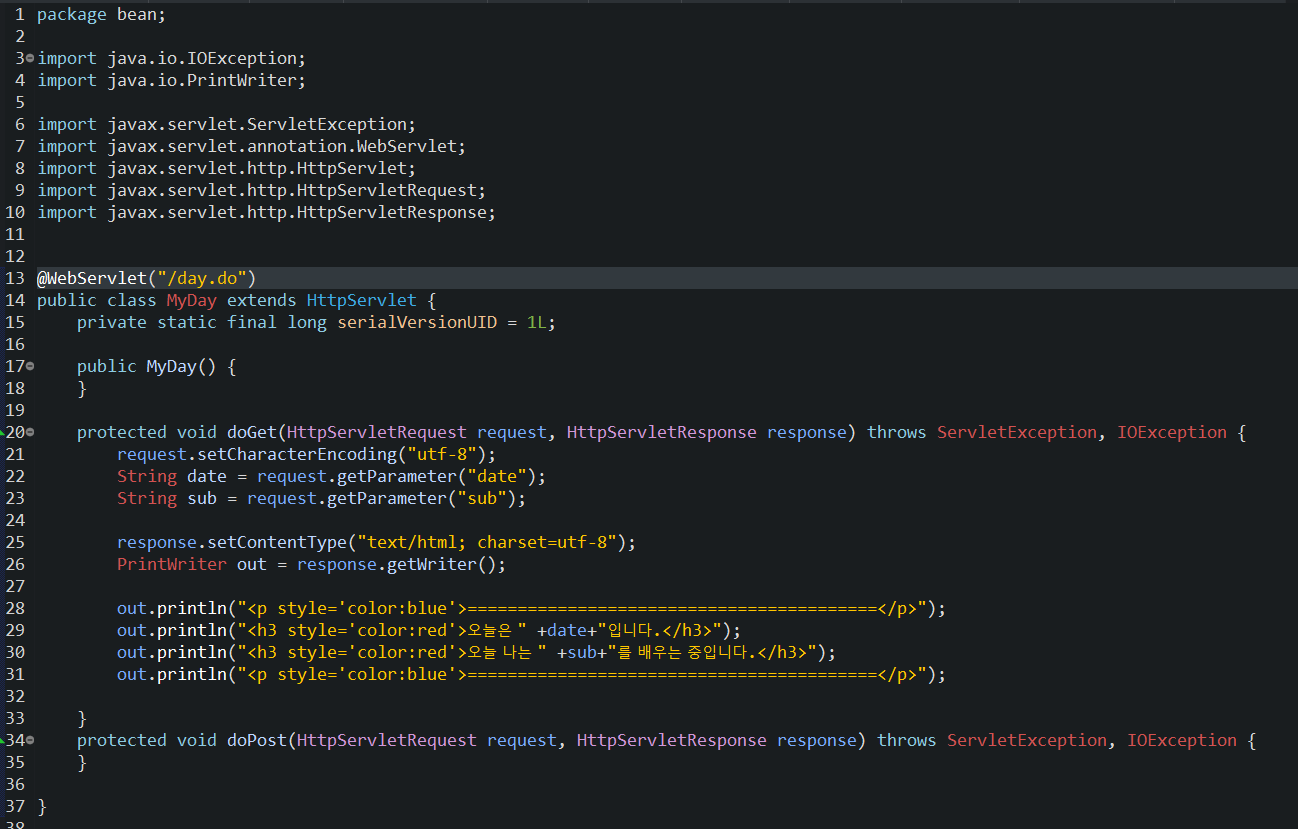 1 package bean;
2
3 import java.io.IOException;
4 import java.io.PrintWriter;
5
6 import javax.servlet.ServletException;
7 import javax.servlet.annotation.WebServlet;
8 import javax.servlet.http.HttpServlet;
9 import javax.servlet.http.HttpServletRequest;
10 import javax.servlet.http.HttpServletResponse;
11
12
13 @WebServlet("/day.do")
14 public class MyDay extends HttpServlet {
15     private static final long serialVersionUID = 1L;
16
17     public MyDay() {
18     }
19
20     protected void doGet(HttpServletRequest request, HttpServletResponse response) throws ServletException, IOException {
21         request.setCharacterEncoding("utf-8");
22         String date = request.getParameter("date");
23         String sub = request.getParameter("sub");
24
25         response.setContentType("text/html; charset=utf-8");
26         PrintWriter out = response.getWriter();
27
28         out.println("<p style='color:blue'>=========================================</p>");
29         out.println("<h3 style='color:red'>오늘은 " +date+"입니다.</h3>");
30         out.println("<h3 style='color:red'>오늘 나는 " +sub+"를 배우는 중입니다.</h3>");
31         out.println("<p style='color:blue'>=========================================</p>");
32
33     }
34     protected void doPost(HttpServletRequest request, HttpServletResponse response) throws ServletException, IOException {
35     }
36
37 }
38